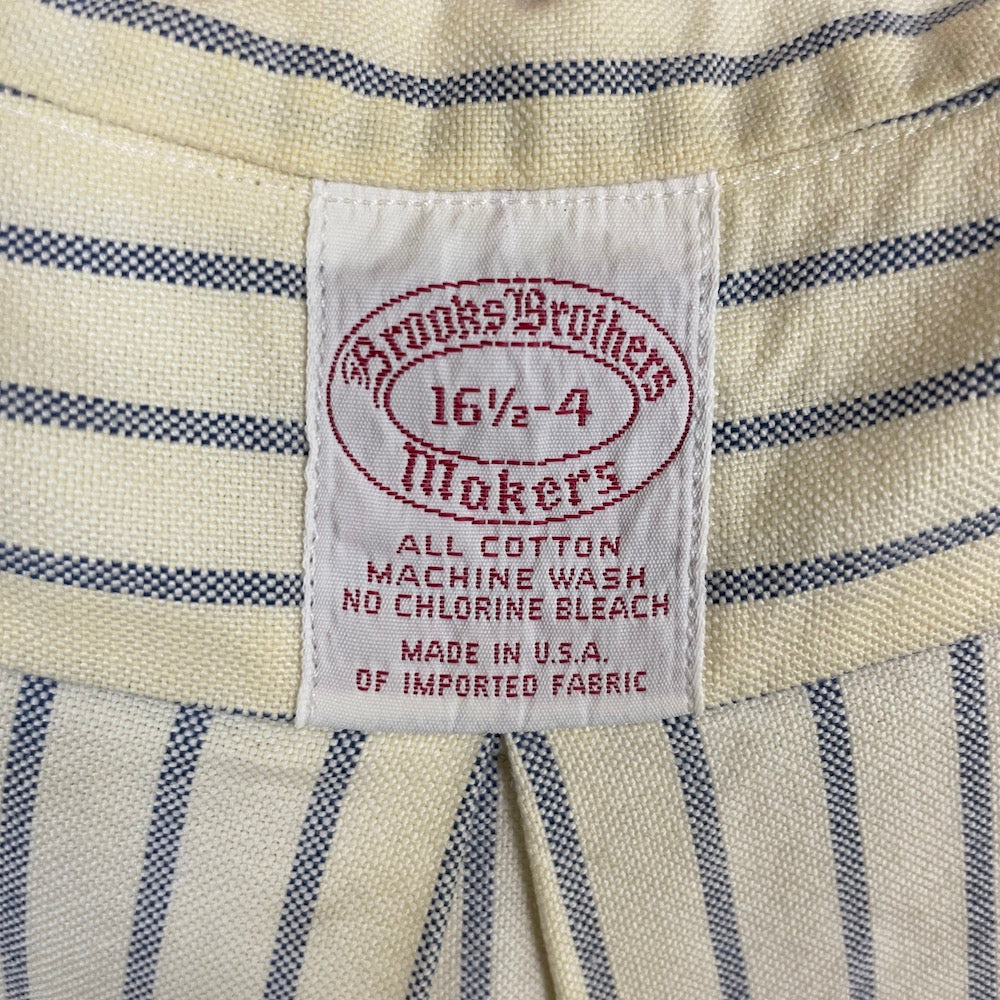 Brooks Brothers
16½-4
Makers
ALL COTTON
MACHINE WASH
NO CHLORINE BLEACH
MADE IN U.S.A.
OF IMPORTED FABRIC